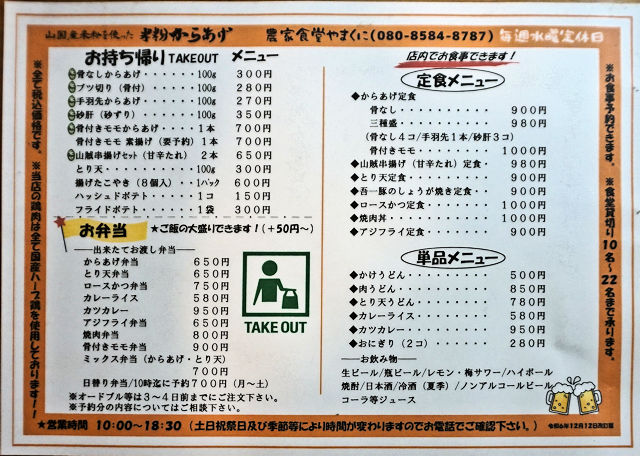 山国産米粉を使った 米粉からあげ 農家食堂やまくに(080-8584-8787) 毎週水曜定休日
お持ち帰り TAKEOUT メニュー
骨なしからあげ・・・・・・100g 300円
ブツ切り(骨付)・・・・・・100g 280円
手羽先からあげ・・・・・・100g 270円
砂肝(砂ずり)・・・・・・・100g 350円
骨付きモモからあげ・・・・1本 700円
骨付きモモ 素揚げ(要予約) 1本 700円
山賊串揚げセット(甘辛たれ) 2本 650円
とり天・・・・・・・・・・・100g 300円
揚げたこやき(8個入)・・1パック 600円
ハッシュドポテト・・・・・・1コ 150円
フライドポテト・・・・・・・1袋 300円
お弁当 ★ご飯の大盛りできます!(+50円~)
──出来たてお渡し弁当──
からあげ弁当 650円
とり天弁当 650円
ロースかつ弁当 750円
カレーライス 580円
カツカレー 950円
アジフライ弁当 650円
焼肉弁当 800円
骨付きモモ弁当 900円
ミックス弁当(からあげ・とり天)
700円
日替り弁当/10時迄に予約700円(月~土)
※オードブル等は3~4日前までにご注文下さい。
※予約分の内容についてはご相談下さい。
TAKE OUT
店内でお食事できます!
定食メニュー
◆からあげ定食
骨なし・・・・・・・・・・ 900円
三種盛・・・・・・・・・・ 980円
(骨なし4コ/手羽先1本/砂肝3コ)
骨付きモモ・・・・・・・・ 1000円
◆山賊串揚げ(甘辛たれ)定食・・ 980円
◆とり天定食・・・・・・・・・ 900円
◆吾一豚のしょうが焼き定食・・ 950円
◆ロースかつ定食・・・・・・・ 1000円
◆焼肉丼・・・・・・・・・・・ 1000円
◆アジフライ定食・・・・・・・ 900円
単品メニュー
◆かけうどん・・・・・・・・・ 500円
◆肉うどん・・・・・・・・・・ 850円
◆とり天うどん・・・・・・・・ 780円
◆カレーライス・・・・・・・・ 580円
◆カツカレー・・・・・・・・・ 950円
◆おにぎり(2コ)・・・・・・・ 280円
──お飲み物──
生ビール/瓶ビール/レモン・梅サワー/ハイボール
焼酎/日本酒/冷酒(夏季)/ノンアルコールビール
コーラ等ジュース
※全て税込価格です。※当店の鶏肉は全て国産ハーブ鶏を使用しております!
※お食事予約できます。※食堂貸切り10名~22名まで承ります。
★営業時間 10:00~18:30(土日祝祭日及び季節等により時間が変わりますのでお電話でご確認下さい。) 令和6年12月12日改訂版